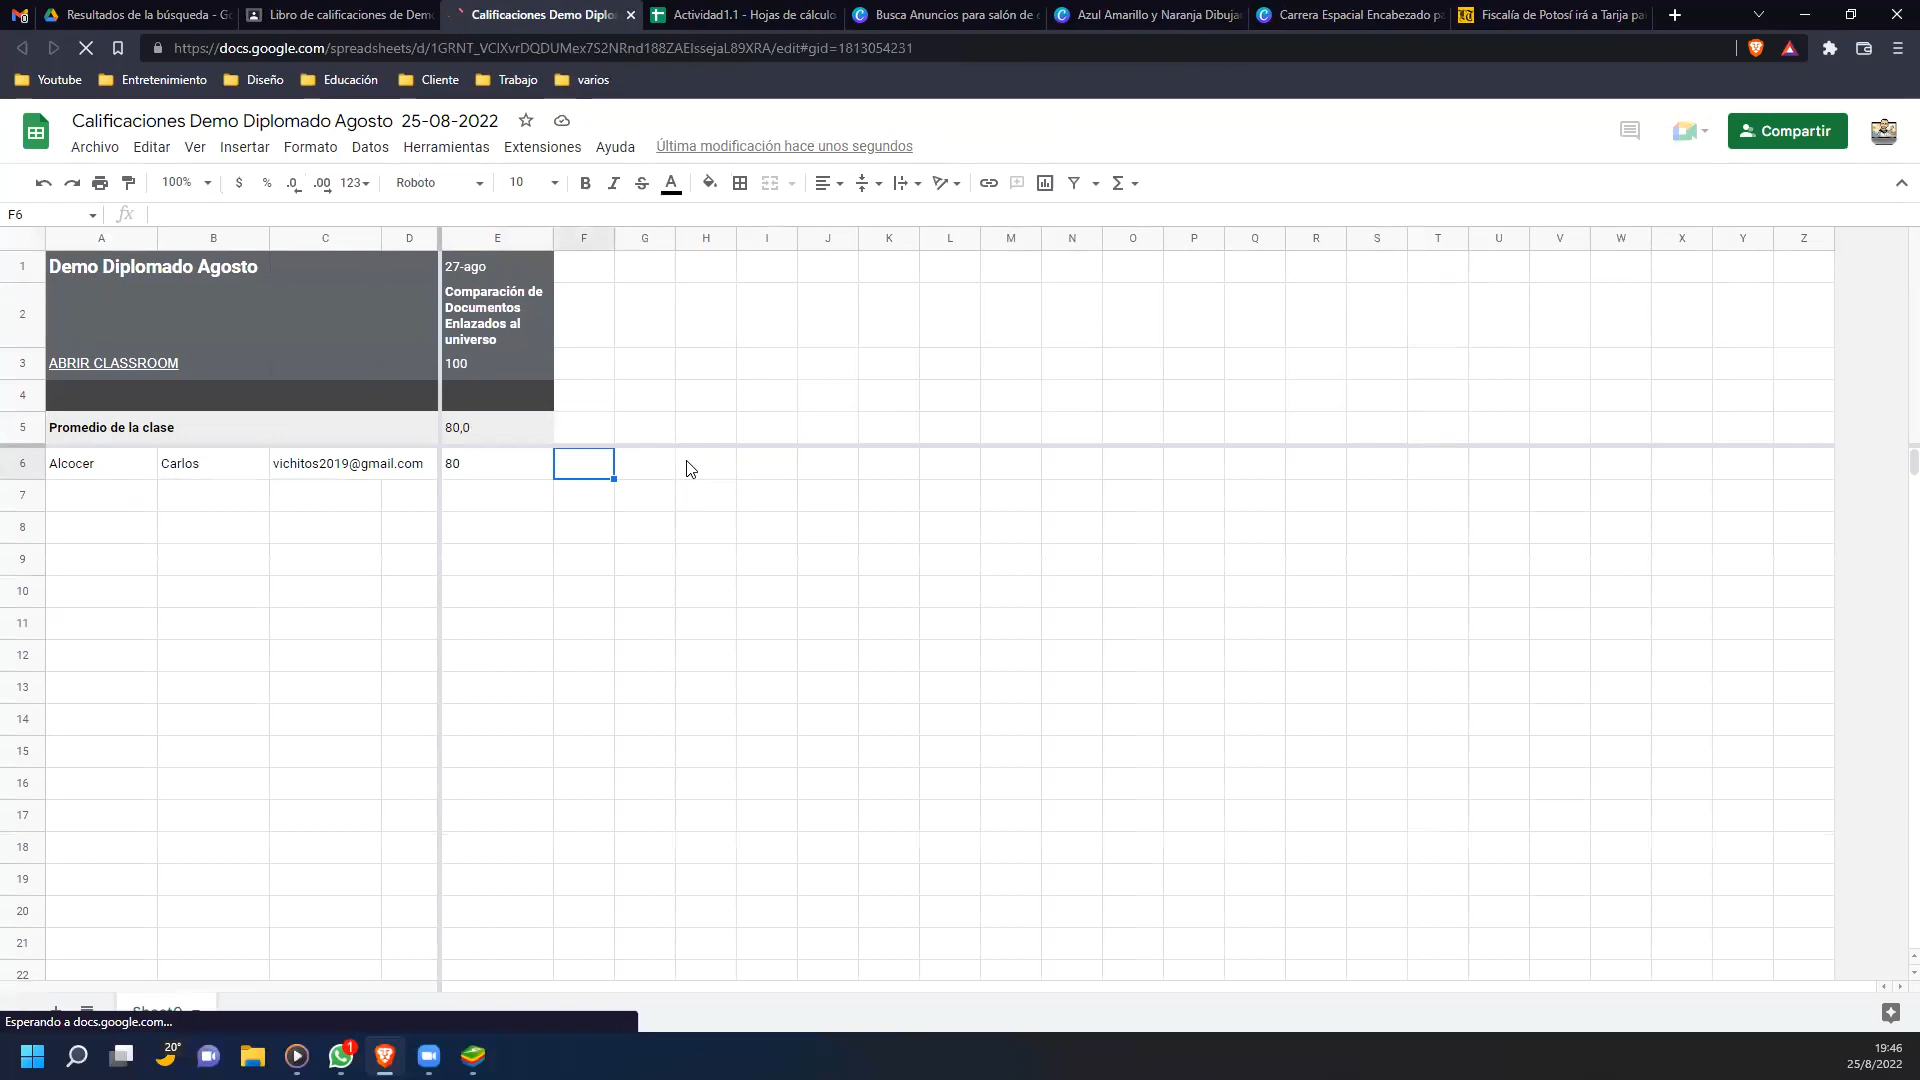 Resultados de la búsqueda - Go
Libro de calificaciones de Demo
Calificaciones Demo Diplo
Actividad1.1 - Hojas de cálculo
Busca Anuncios para salón de
Azul Amarillo y Naranja Dibuja
Carrera Espacial Encabezado pa
Fiscalía de Potosí irá a Tarija pa
https://docs.google.com/spreadsheets/d/1GRNT_VClXvrDQDUMex7S2NRnd188ZAEIssejaL89XRA/edit#gid=1813054231
Youtube
Entretenimiento
Diseño
Educación
Cliente
Trabajo
varios
Calificaciones Demo Diplomado Agosto 25-08-2022
Archivo Editar Ver Insertar Formato Datos Herramientas Extensiones Ayuda Última modificación hace unos segundos
Compartir
100% $ % .0 .00 123 Roboto 10 B I S A Σ
F6 fx
A B C D E F G H I J K L M N O P Q R S T U V W X Y Z
1 Demo Diplomado Agosto 27-ago
2 Comparación de
Documentos
Enlazados al
universo
3 ABRIR CLASSROOM 100
4
5 Promedio de la clase 80,0
6 Alcocer Carlos vichitos2019@gmail.com 80
7
8
9
10
11
12
13
14
15
16
17
18
19
20
21
22
Esperando a docs.google.com...
20°
1
19:46
25/8/2022